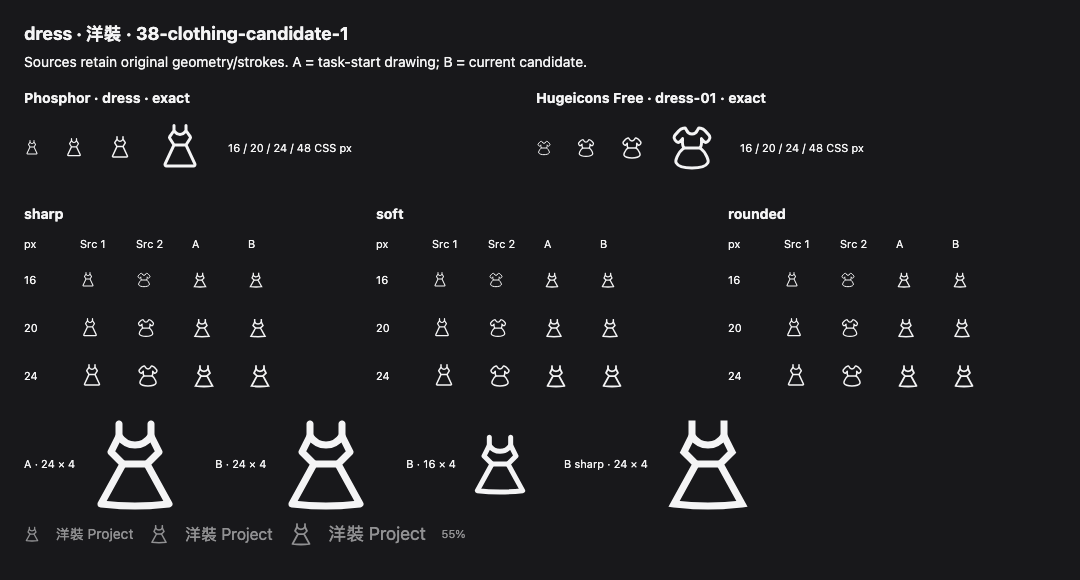 dress · 洋裝 · 38-clothing-candidate-1
Sources retain original geometry/strokes. A = task-start drawing; B = current candidate.
Phosphor · dress · exact
Hugeicons Free · dress-01 · exact
16 / 20 / 24 / 48 CSS px
16 / 20 / 24 / 48 CSS px
sharp
soft
rounded
px Src 1 Src 2 A B
px Src 1 Src 2 A B
px Src 1 Src 2 A B
16
16
16
20
20
20
24
24
24
A · 24 × 4
B · 24 × 4
B · 16 × 4
B sharp · 24 × 4
洋裝 Project
洋裝 Project
洋裝 Project
55%